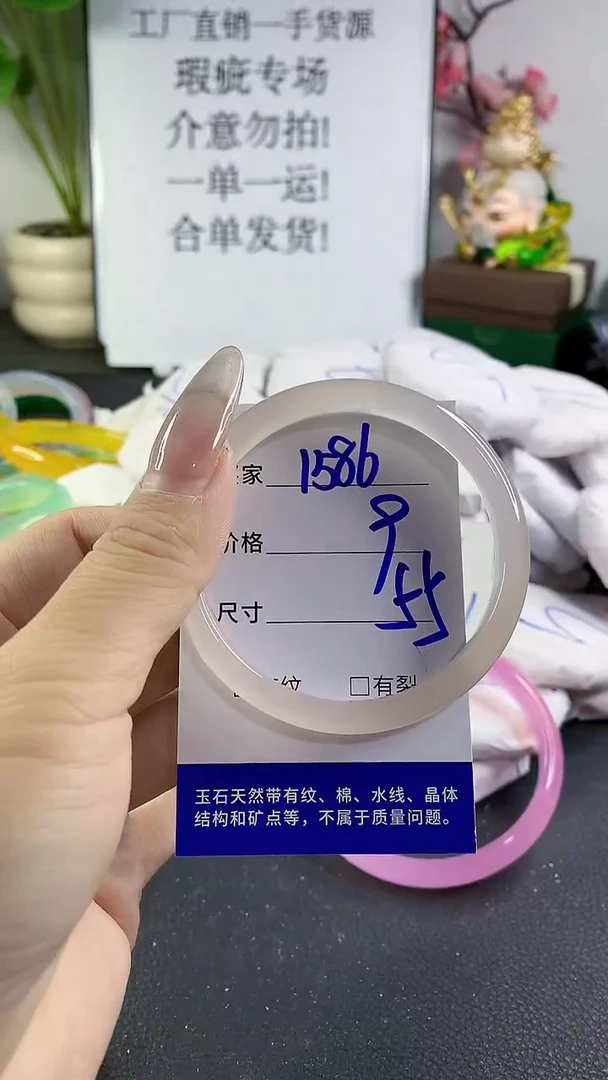 工厂直销一手货源
瑕疵专场
介意勿拍!
一单一运!
合单发货!
家 1586
价格 9
尺寸 55
纹 □有裂
玉石天然带有纹、棉、水线、晶体
结构和矿点等，不属于质量问题。